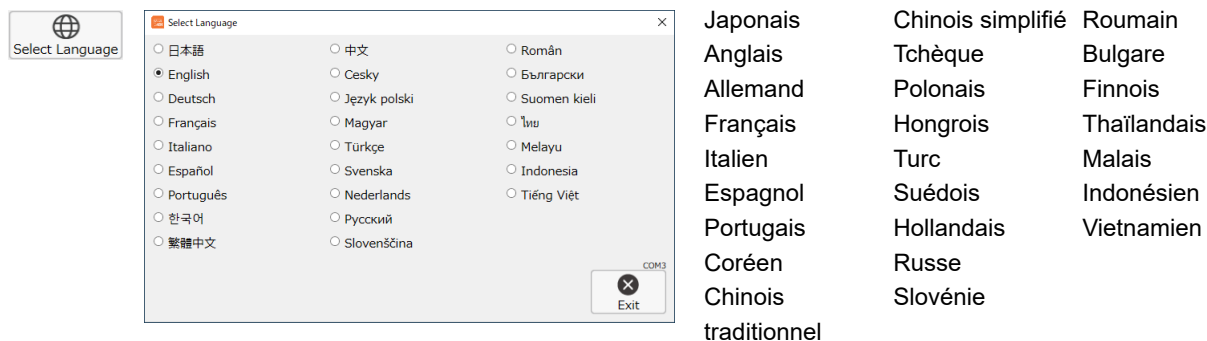 Select Language
Select Language
日本語
English
Deutsch
Français
Italiano
Español
Português
한국어
繁體中文
中文
Cesky
Język polski
Magyar
Türkçe
Svenska
Nederlands
Русский
Slovenščina
Român
Български
Suomen kieli
ไทย
Melayu
Indonesia
Tiếng Việt
COM3
Exit
Japonais
Anglais
Allemand
Français
Italien
Espagnol
Portugais
Coréen
Chinois
traditionnel
Chinois simplifié
Tchèque
Polonais
Hongrois
Turc
Suédois
Hollandais
Russe
Slovénie
Roumain
Bulgare
Finnois
Thaïlandais
Malais
Indonésien
Vietnamien